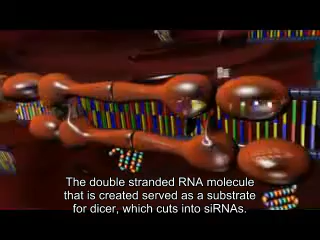 The double stranded RNA molecule
that is created served as a substrate
for dicer, which cuts into siRNAs.